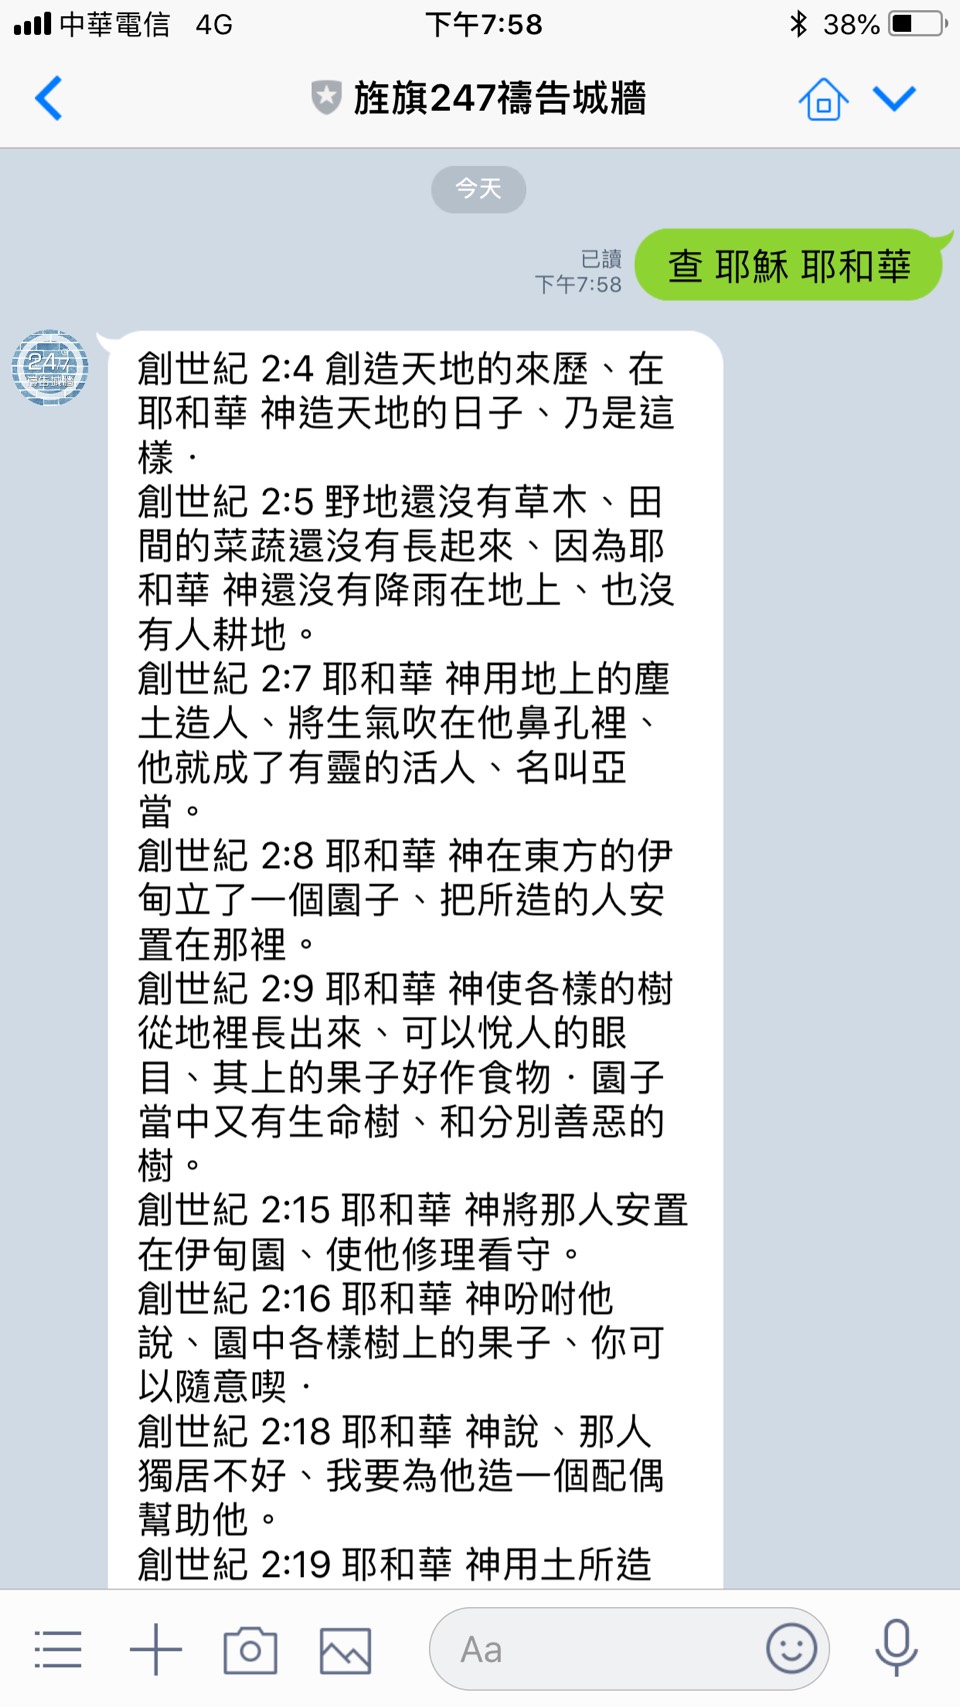 中華電信 4G 下午7:58 38%
旌旗247禱告城牆
今天
已讀
下午7:58
查 耶穌 耶和華
247
禱告城牆
創世紀 2:4 創造天地的來歷、在
耶和華 神造天地的日子、乃是這
樣．
創世紀 2:5 野地還沒有草木、田
間的菜蔬還沒有長起來、因為耶
和華 神還沒有降雨在地上、也沒
有人耕地。
創世紀 2:7 耶和華 神用地上的塵
土造人、將生氣吹在他鼻孔裡、
他就成了有靈的活人、名叫亞
當。
創世紀 2:8 耶和華 神在東方的伊
甸立了一個園子、把所造的人安
置在那裡。
創世紀 2:9 耶和華 神使各樣的樹
從地裡長出來、可以悅人的眼
目、其上的果子好作食物．園子
當中又有生命樹、和分別善惡的
樹。
創世紀 2:15 耶和華 神將那人安置
在伊甸園、使他修理看守。
創世紀 2:16 耶和華 神吩咐他
說、園中各樣樹上的果子、你可
以隨意喫．
創世紀 2:18 耶和華 神說、那人
獨居不好、我要為他造一個配偶
幫助他。
創世紀 2:19 耶和華 神用土所造
Aa